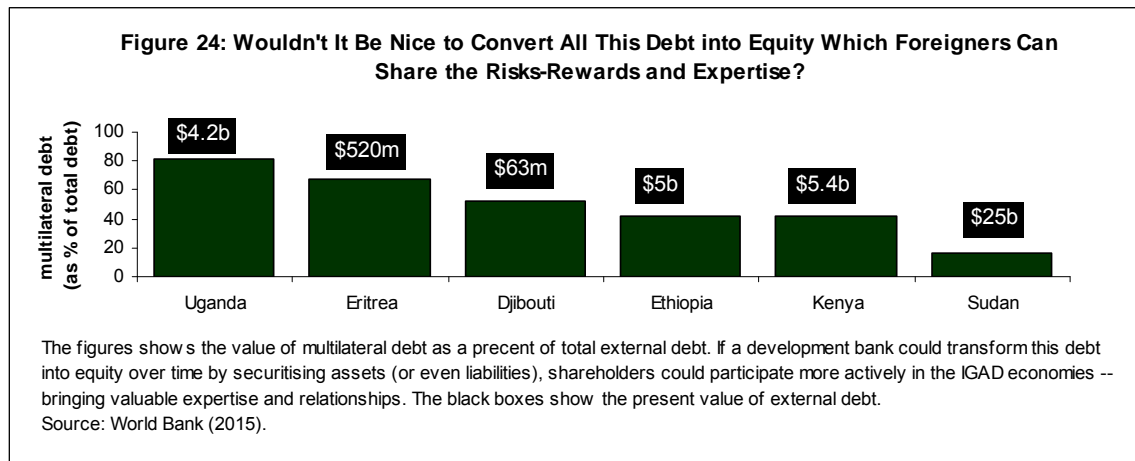 Figure 24: Wouldn't It Be Nice to Convert All This Debt into Equity Which Foreigners Can
Share the Risks-Rewards and Expertise?
multilateral debt
(as % of total debt)
100
80
60
40
20
0
$4.2b
$520m
$63m
$5b
$5.4b
$25b
Uganda
Eritrea
Djibouti
Ethiopia
Kenya
Sudan
The figures shows the value of multilateral debt as a precent of total external debt. If a development bank could transform this debt
into equity over time by securitising assets (or even liabilities), shareholders could participate more actively in the IGAD economies --
bringing valuable expertise and relationships. The black boxes show the present value of external debt.
Source: World Bank (2015).